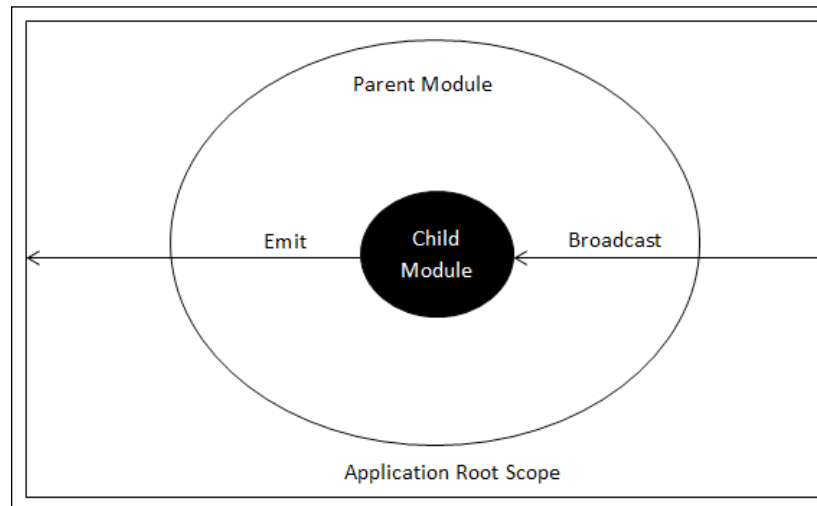 Parent Module
Emit
Child
Module
Broadcast
Application Root Scope